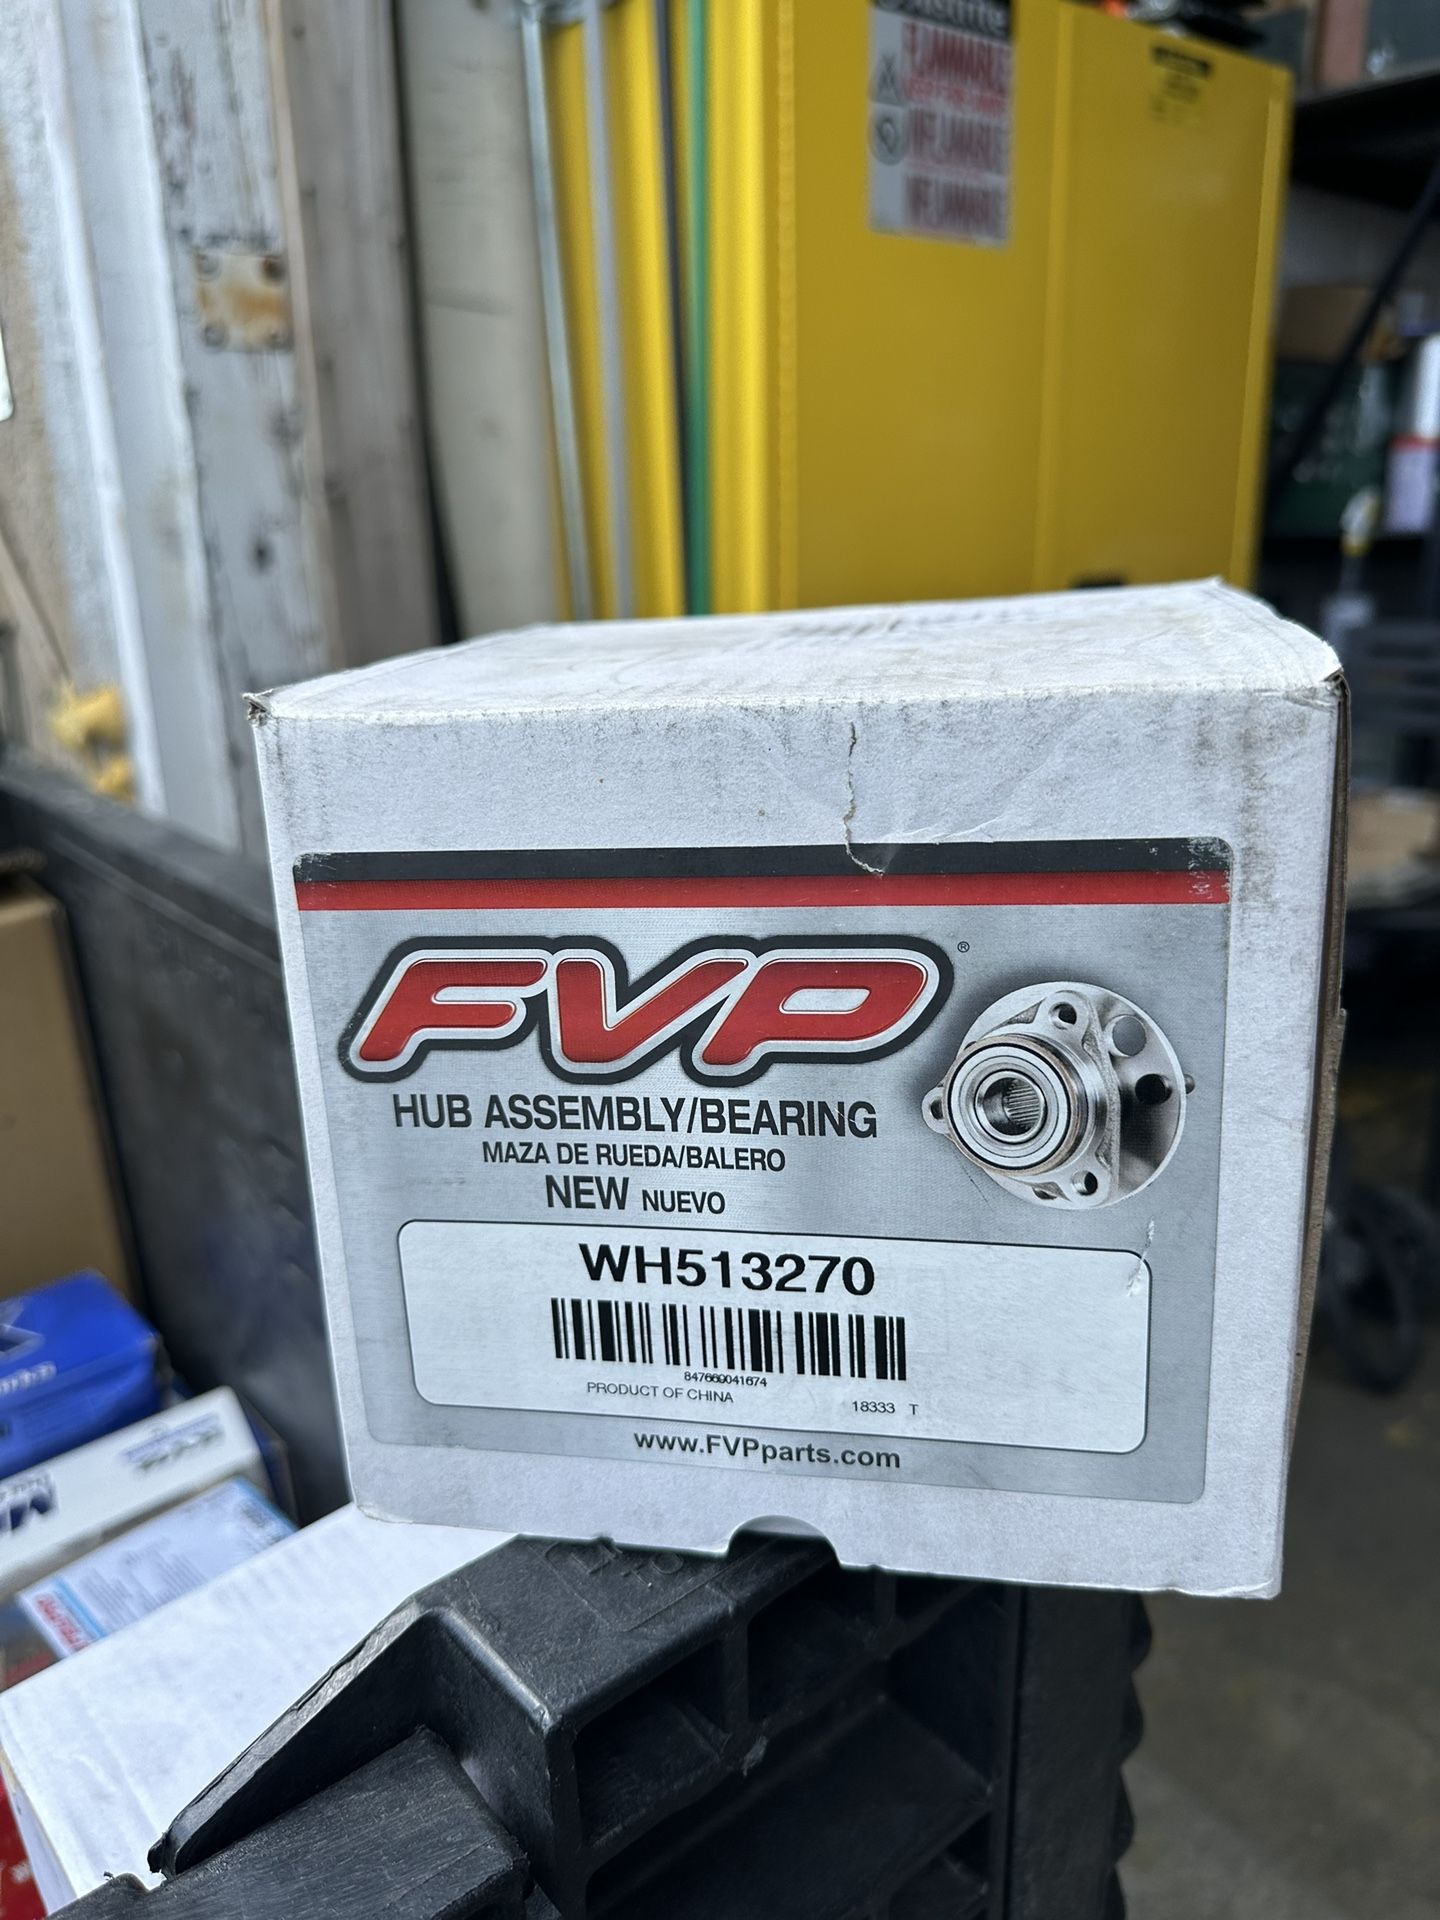 FLAMMABLE
FVP®
HUB ASSEMBLY/BEARING
MAZA DE RUEDA/BALERO
NEW NUEVO
WH513270
847669041674
PRODUCT OF CHINA
18333 T
www.FVPparts.com